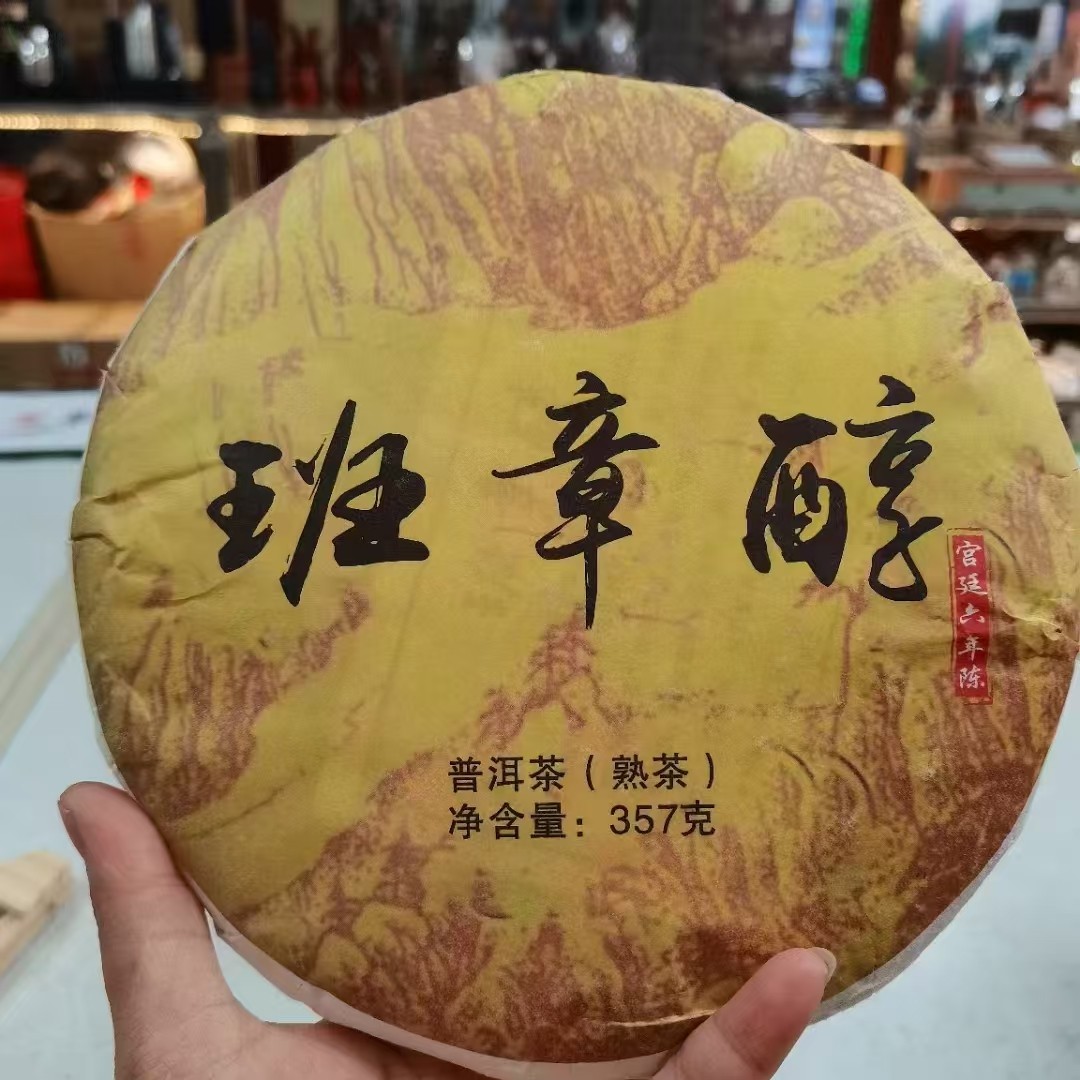 班章醇
宫廷六年陈
普洱茶（熟茶）
净含量：357克